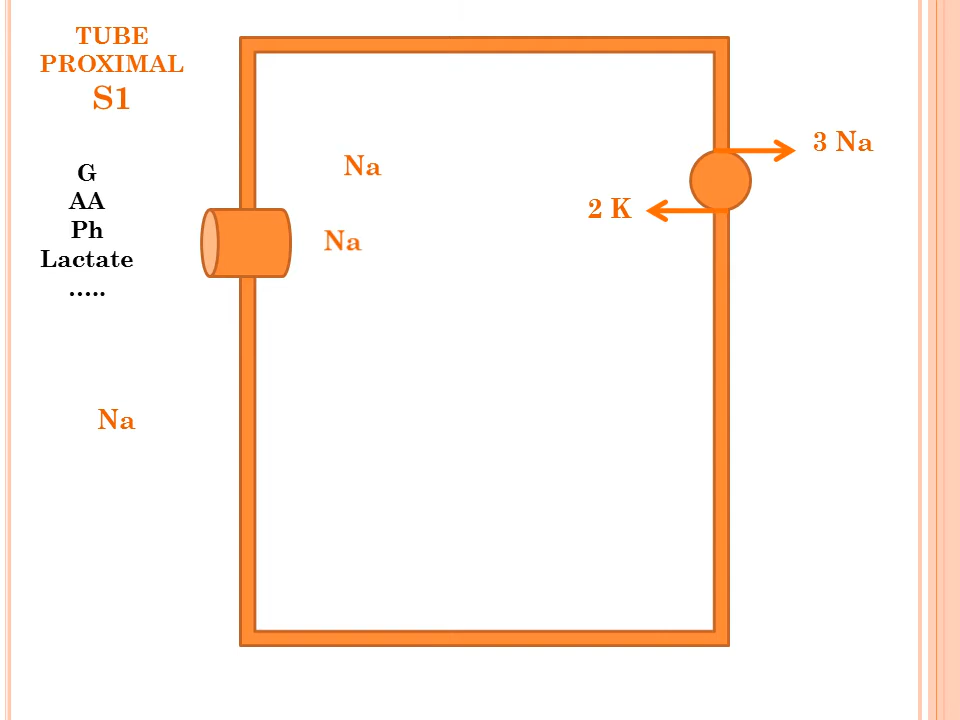 TUBE
PROXIMAL
S1
G
AA
Ph
Lactate
…..
Na
Na
Na
3 Na
2 K